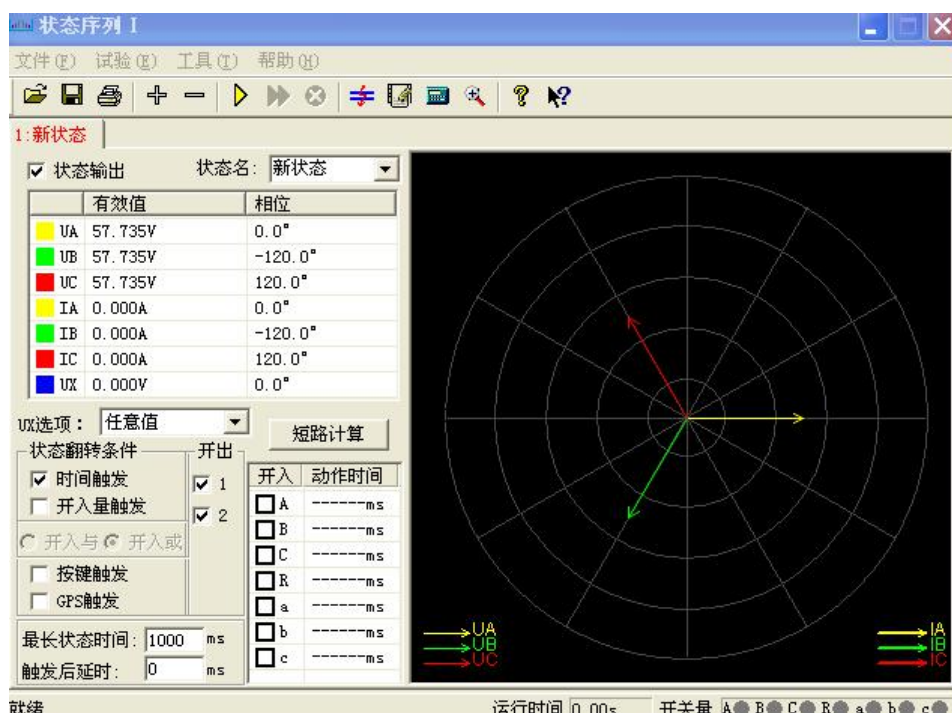 状态序列 I
文件(F) 试验(E) 工具(T) 帮助(H)
1:新状态
状态输出 状态名: 新状态
有效值 相位
UA 57.735V 0.0°
UB 57.735V -120.0°
UC 57.735V 120.0°
IA 0.000A 0.0°
IB 0.000A -120.0°
IC 0.000A 120.0°
UX 0.000V 0.0°
UX选项: 任意值
短路计算
状态翻转条件 开出
时间触发 1
开入量触发 2
开入与 开入或
按键触发
GPS触发
最长状态时间: 1000 ms
触发后延时: 0 ms
开入 动作时间
A ------ms
B ------ms
C ------ms
R ------ms
a ------ms
b ------ms
c ------ms
UA
UB
UC
IA
IB
IC
就绪 运行时间 0.00s 开关量 A B C R a b c